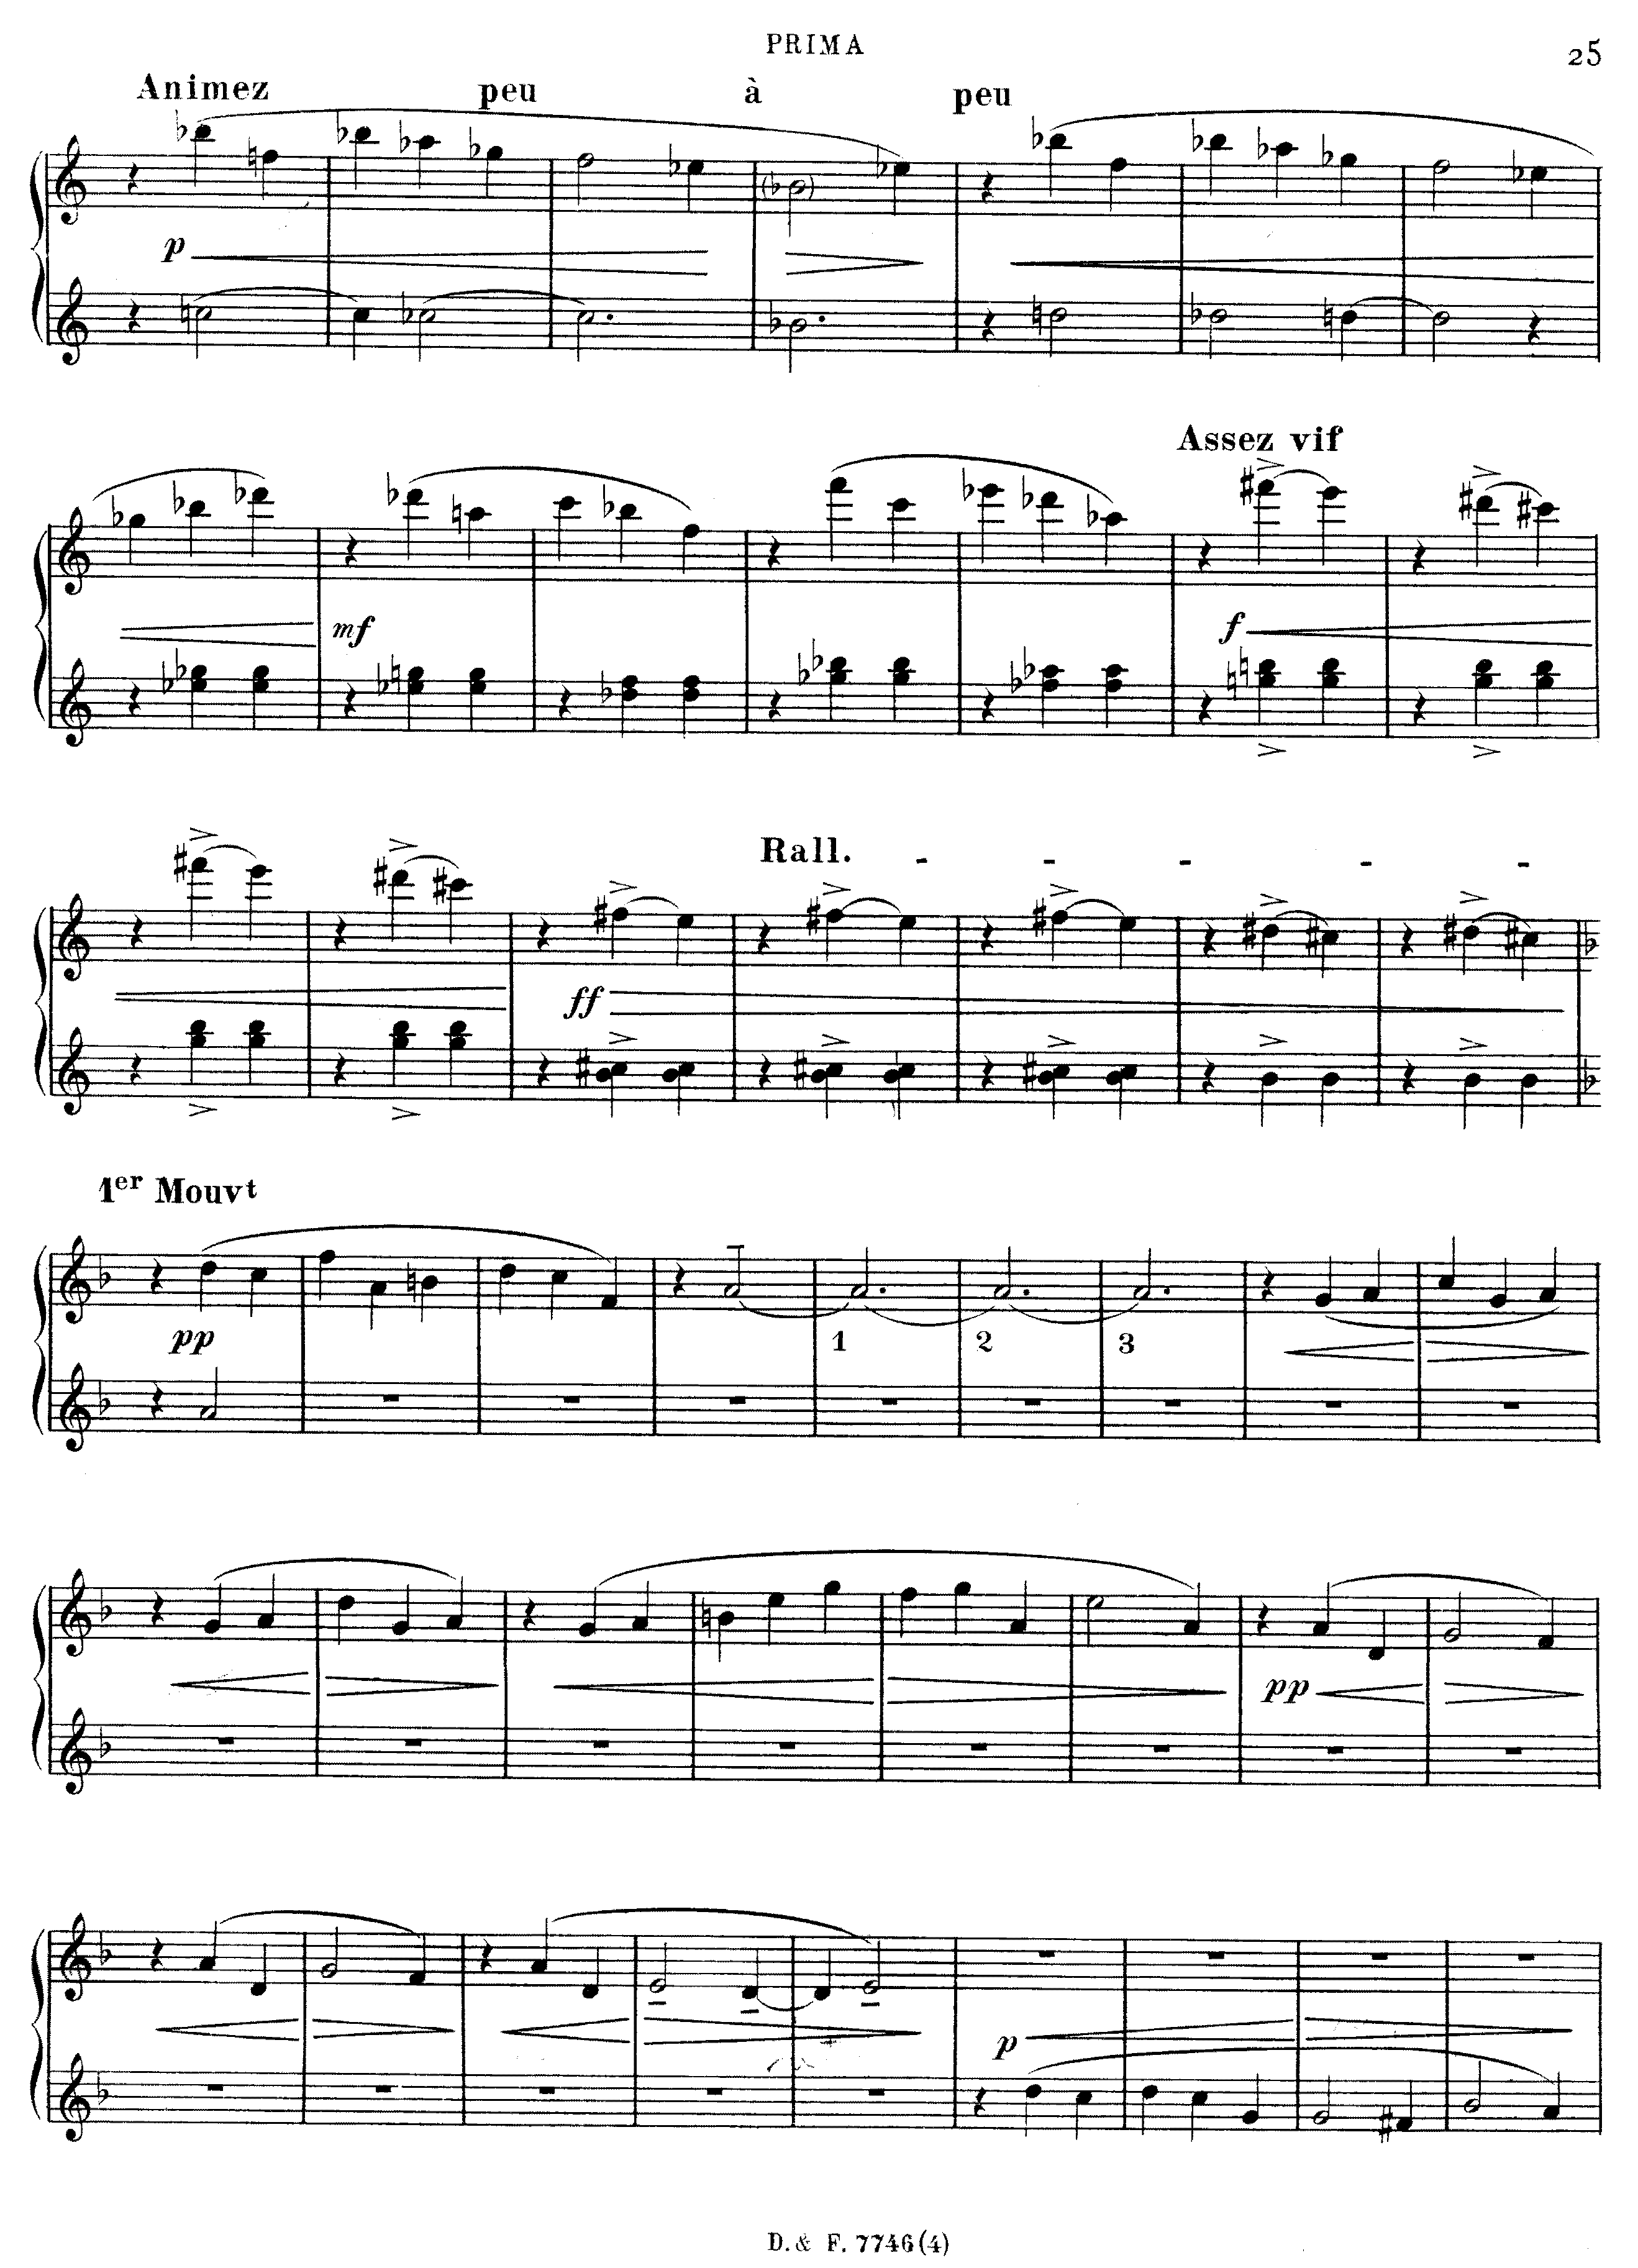 PRIMA
25
Animez peu à peu
p
Assez vif
mf
f
Rall. - - - - -
ff
1er Mouvt
pp
1 2 3
pp
p
D. & F. 7746 (4)